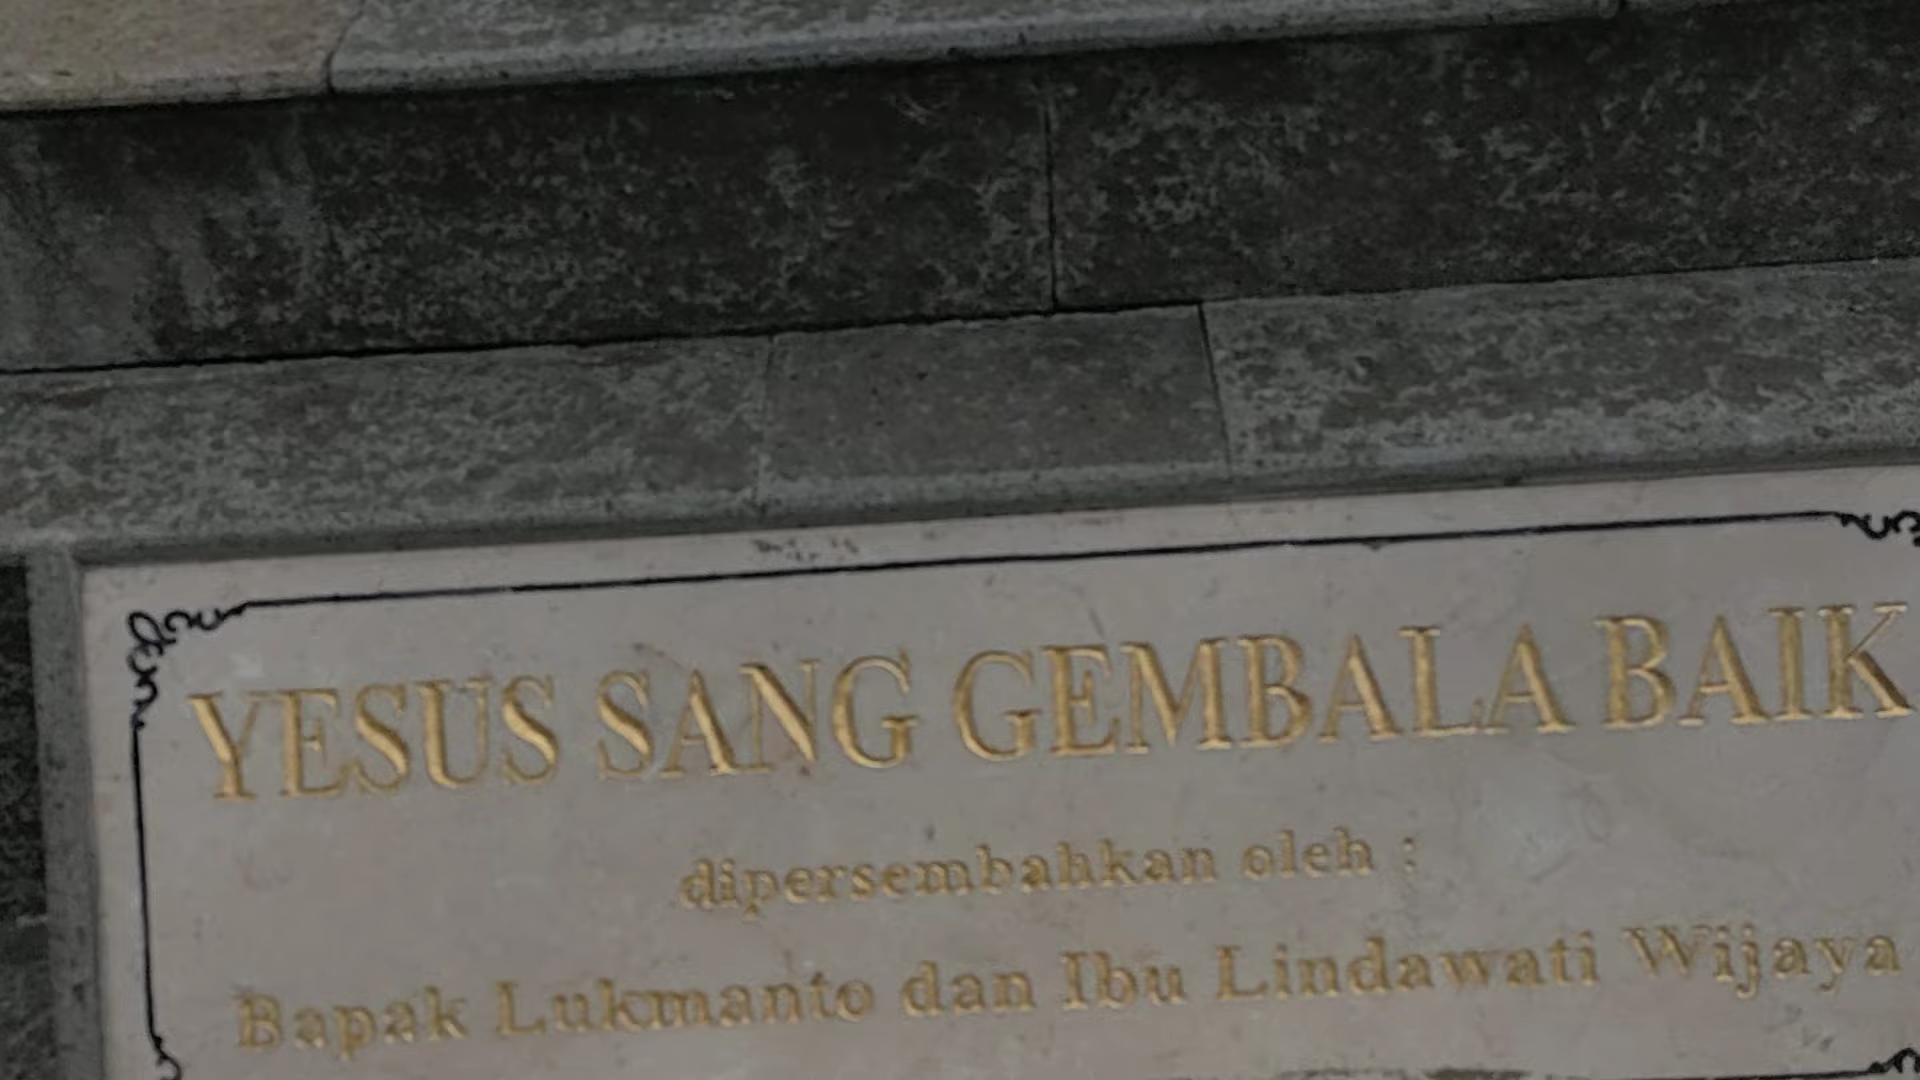 YESUS SANG GEMBALA BAIK
dipersembahkan oleh :
Bapak Lukmanto dan Ibu Lindawati Wijaya